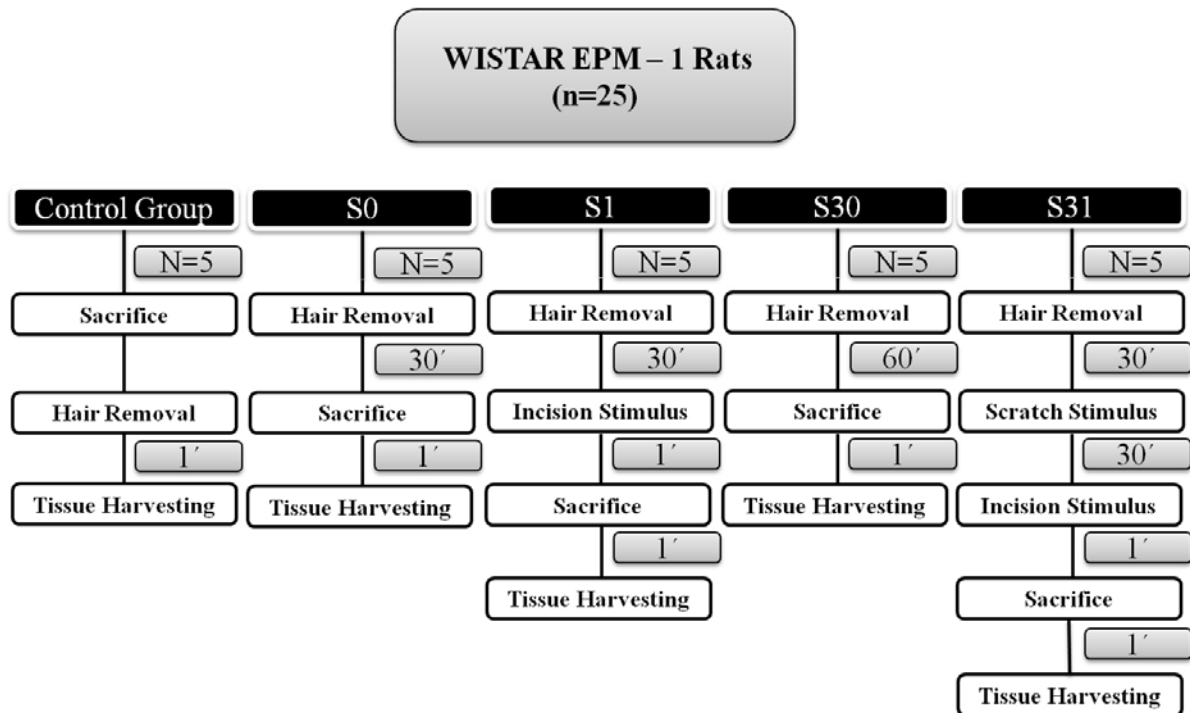 WISTAR EPM – 1 Rats
(n=25)
Control Group
N=5
Sacrifice
Hair Removal
1´
Tissue Harvesting
S0
N=5
Hair Removal
30´
Sacrifice
1´
Tissue Harvesting
S1
N=5
Hair Removal
30´
Incision Stimulus
1´
Sacrifice
1´
Tissue Harvesting
S30
N=5
Hair Removal
60´
Sacrifice
1´
Tissue Harvesting
S31
N=5
Hair Removal
30´
Scratch Stimulus
30´
Incision Stimulus
1´
Sacrifice
1´
Tissue Harvesting